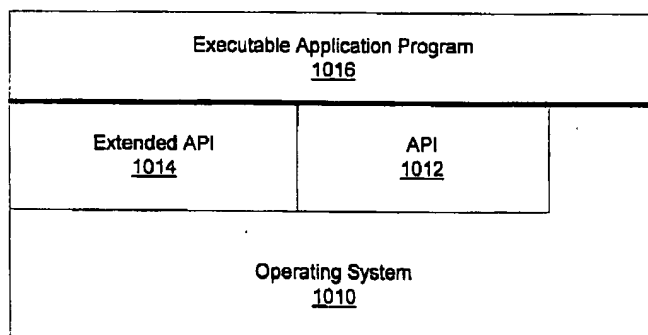 Executable Application Program
1016
Extended API
1014
API
1012
Operating System
1010